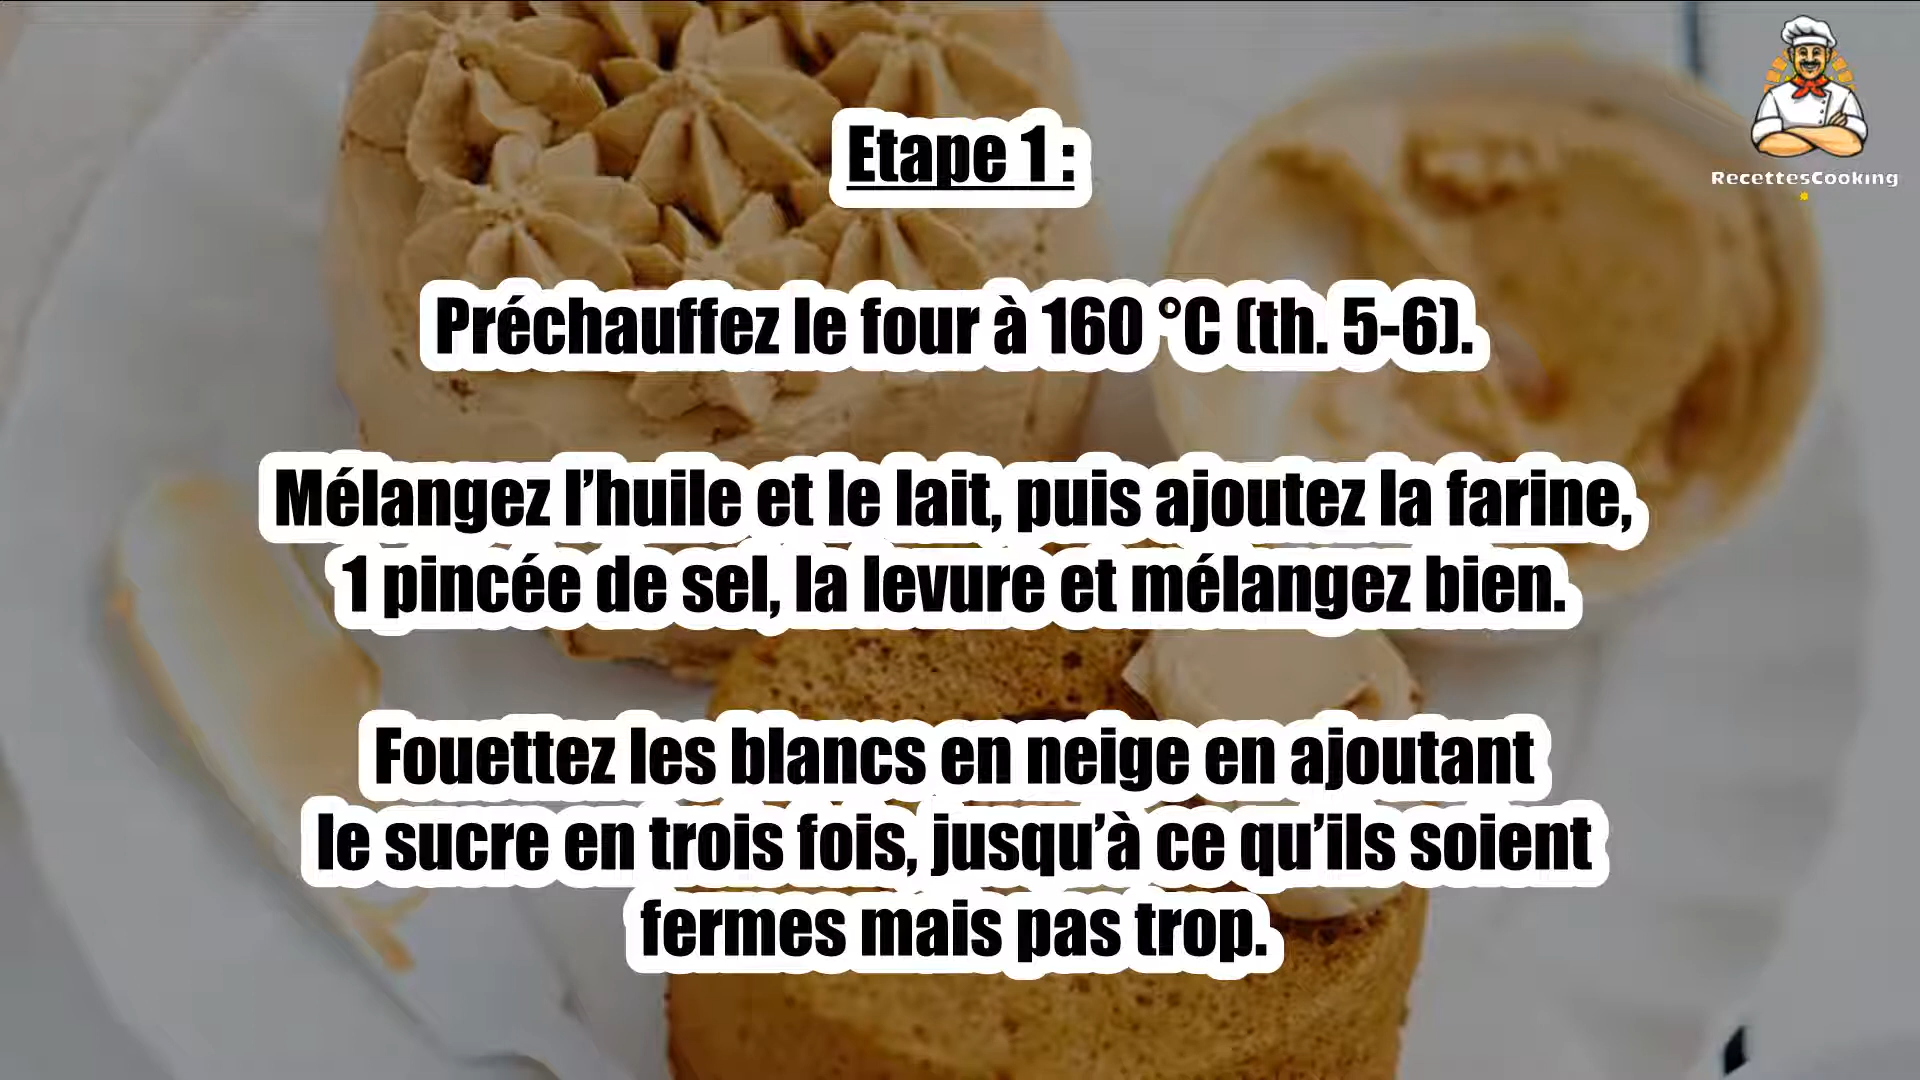 RecettesCooking
Etape 1 :
Préchauffez le four à 160 °C (th. 5-6).
Mélangez l’huile et le lait, puis ajoutez la farine,
1 pincée de sel, la levure et mélangez bien.
Fouettez les blancs en neige en ajoutant
le sucre en trois fois, jusqu’à ce qu’ils soient
fermes mais pas trop.